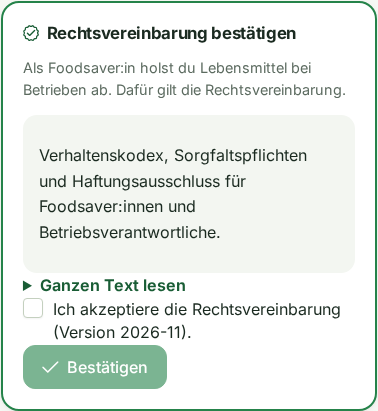 Rechtsvereinbarung bestätigen
Als Foodsaver:in holst du Lebensmittel bei
Betrieben ab. Dafür gilt die Rechtsvereinbarung.
Verhaltenskodex, Sorgfaltspflichten
und Haftungsausschluss für
Foodsaver:innen und
Betriebsverantwortliche.
Ganzen Text lesen
Ich akzeptiere die Rechtsvereinbarung
(Version 2026-11).
Bestätigen